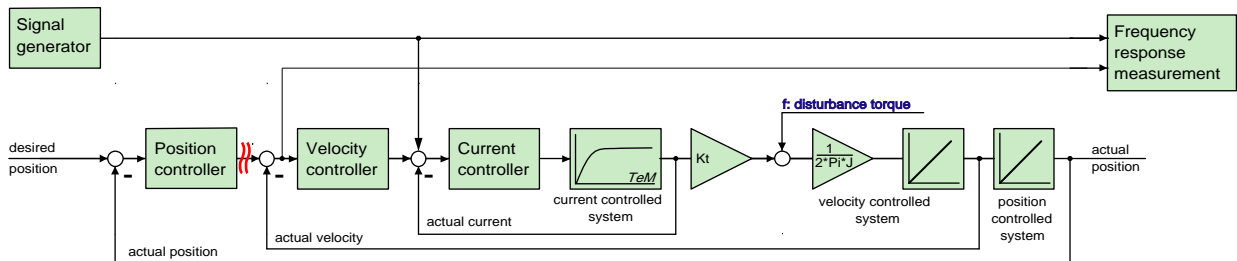 Signal
generator
Frequency
response
measurement
f: disturbance torque
desired
position
Position
controller
-
Velocity
controller
-
Current
controller
-
TeM
current controlled
system
Kt
1
2*Pi*J
velocity controlled
system
position
controlled
system
actual
position
actual current
actual velocity
actual position